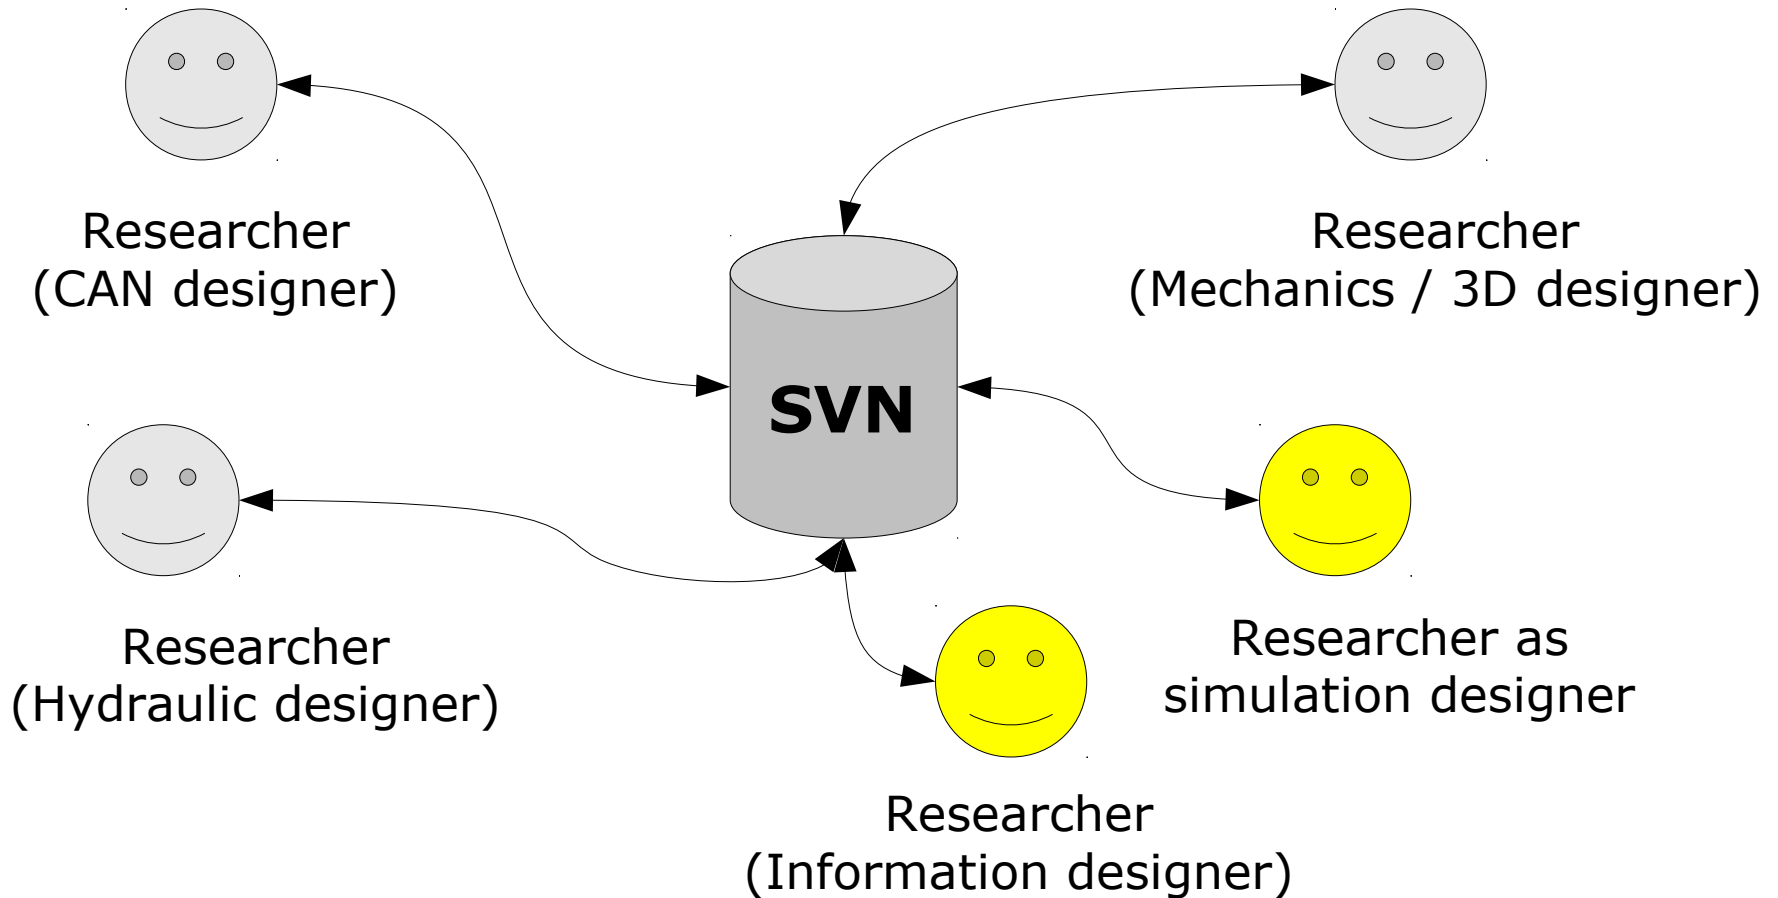 Researcher
(CAN designer)
Researcher
(Mechanics / 3D designer)
SVN
Researcher
(Hydraulic designer)
Researcher as
simulation designer
Researcher
(Information designer)